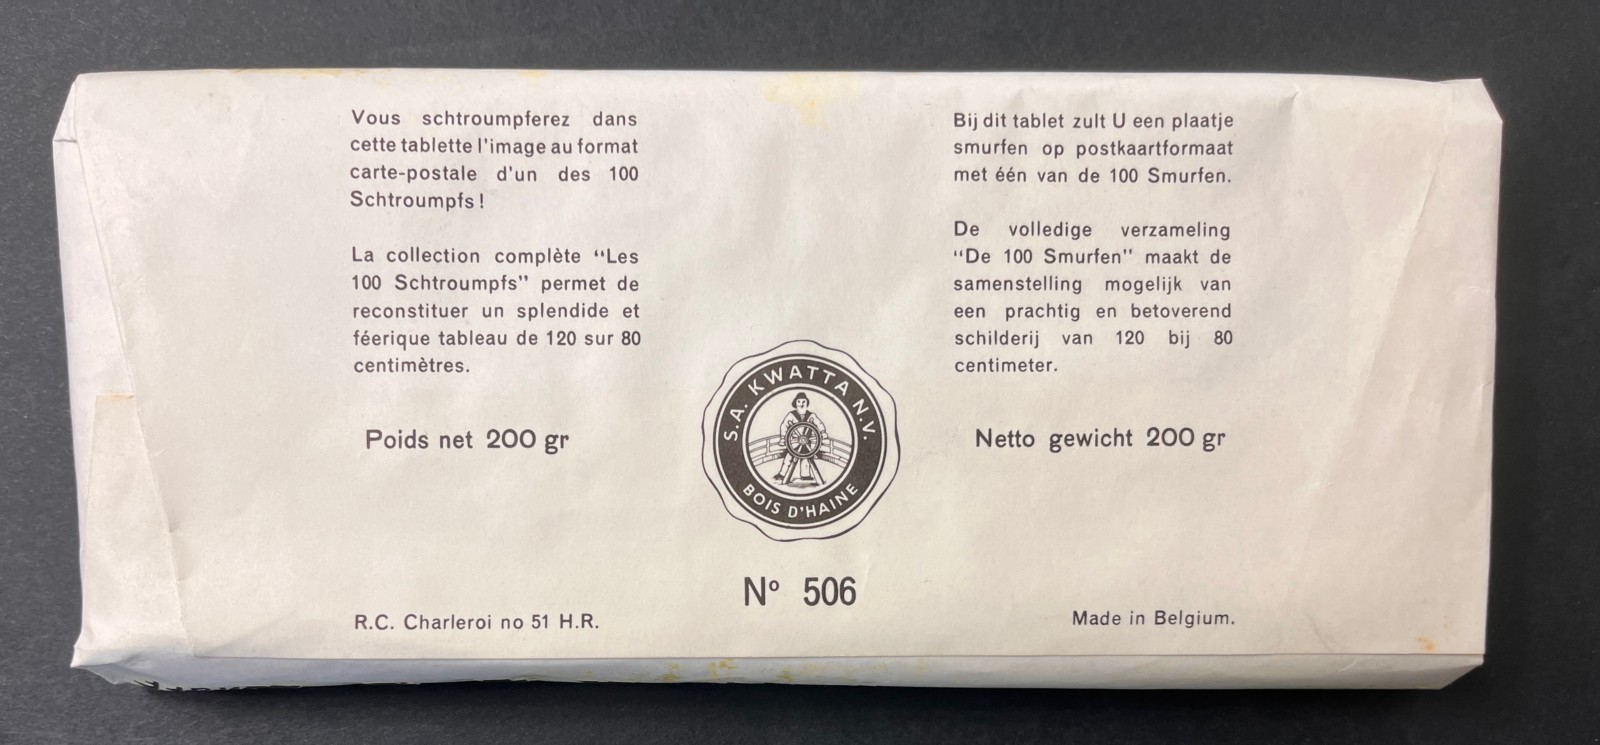 Vous schtroumpferez dans
cette tablette l'image au format
carte-postale d'un des 100
Schtroumpfs !
La collection complète “Les
100 Schtroumpfs” permet de
reconstituer un splendide et
féerique tableau de 120 sur 80
centimètres.
Poids net 200 gr
R.C. Charleroi no 51 H.R.
S.A. KWATTA N.V.
BOIS D'HAINE
Nº 506
Bij dit tablet zult U een plaatje
smurfen op postkaartformaat
met één van de 100 Smurfen.
De volledige verzameling
“De 100 Smurfen” maakt de
samenstelling mogelijk van
een prachtig en betoverend
schilderij van 120 bij 80
centimeter.
Netto gewicht 200 gr
Made in Belgium.